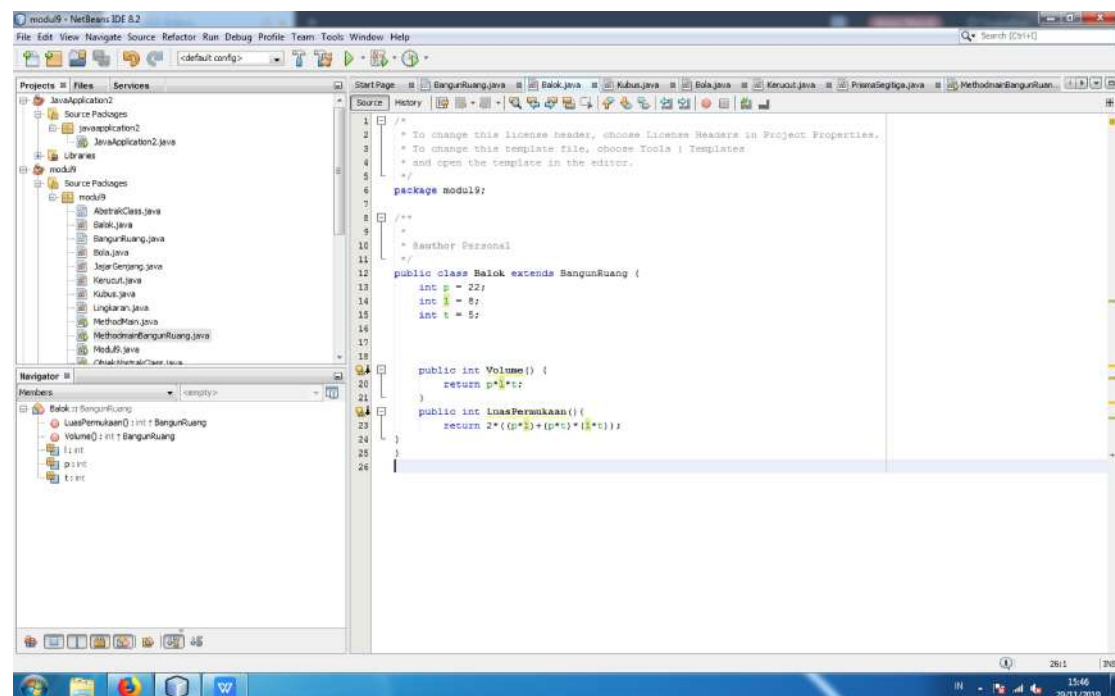 modul9 - NetBeans IDE 8.2
File Edit View Navigate Source Refactor Run Debug Profile Team Tools Window Help
Search (Ctrl+I)
<default config>
Projects Files Services
JavaApplication2
Source Packages
javaapplication2
JavaApplication2.java
Libraries
modul9
Source Packages
modul9
AbstrakClass.java
Balok.java
BangunRuang.java
Bola.java
JajarGenjang.java
Kerucut.java
Kubus.java
Lingkaran.java
MethodMain.java
MethodmainBangunRuang.java
Modul9.java
Navigator
Members <empty>
Balok :: BangunRuang
LuasPermukaan() : int ↑ BangunRuang
Volume() : int ↑ BangunRuang
l : int
p : int
t : int
Start Page BangunRuang.java Balok.java Kubus.java Bola.java Kerucut.java PrismaSegitiga.java MethodmainBangunRuan...
Source History
1 /*
2 * To change this license header, choose License Headers in Project Properties.
3 * To change this template file, choose Tools | Templates
4 * and open the template in the editor.
5 */
6 package modul9;
7
8 /**
9 *
10 * @author Personal
11 */
12 public class Balok extends BangunRuang {
13 int p = 22;
14 int l = 8;
15 int t = 5;
16
17
18
public int Volume() {
20 return p*l*t;
21 }
public int LuasPermukaan(){
23 return 2*((p*l)+(p*t)*(l*t));
24 }
25 }
26
26:1 INS
IN 15:46
29/11/2019